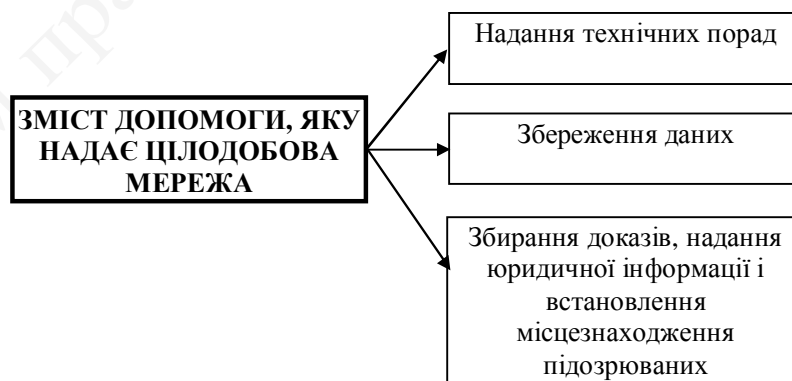 Надання технічних порад
ЗМІСТ ДОПОМОГИ, ЯКУ
НАДАЄ ЦІЛОДОБОВА
МЕРЕЖА
Збереження даних
Збирання доказів, надання
юридичної інформації і
встановлення
місцезнаходження
підозрюваних